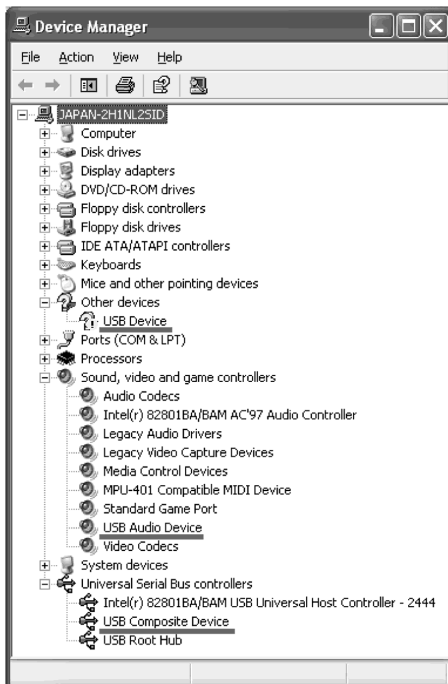 Device Manager
File Action View Help
JAPAN-2H1NL2SID
Computer
Disk drives
Display adapters
DVD/CD-ROM drives
Floppy disk controllers
Floppy disk drives
IDE ATA/ATAPI controllers
Keyboards
Mice and other pointing devices
Other devices
USB Device
Ports (COM & LPT)
Processors
Sound, video and game controllers
Audio Codecs
Intel(r) 82801BA/BAM AC'97 Audio Controller
Legacy Audio Drivers
Legacy Video Capture Devices
Media Control Devices
MPU-401 Compatible MIDI Device
Standard Game Port
USB Audio Device
Video Codecs
System devices
Universal Serial Bus controllers
Intel(r) 82801BA/BAM USB Universal Host Controller - 2444
USB Composite Device
USB Root Hub